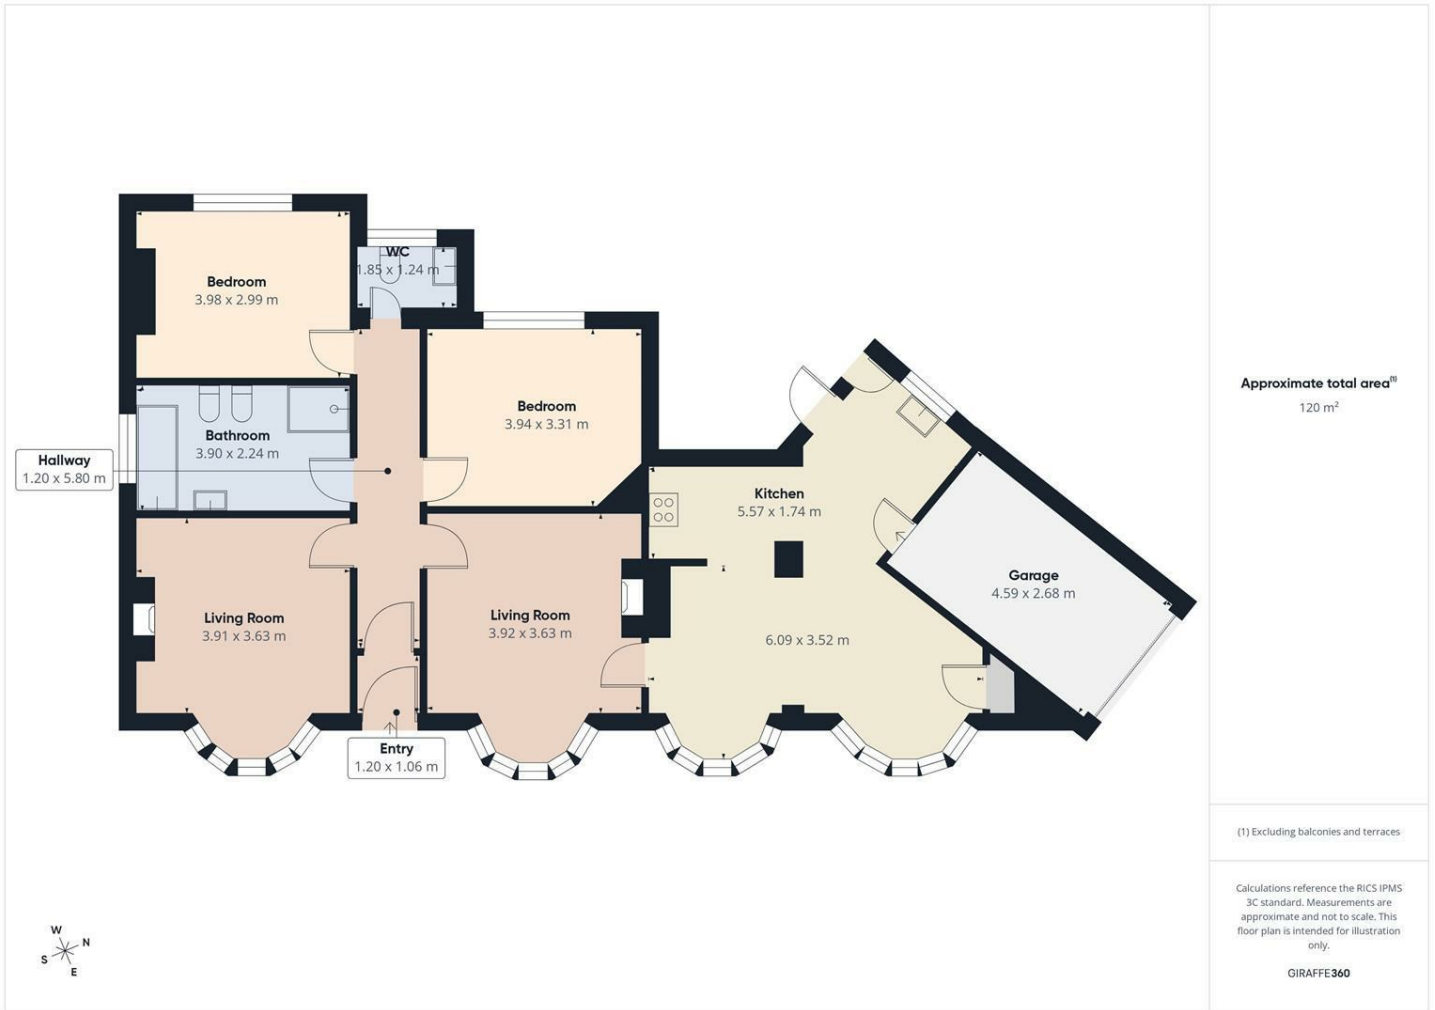 WC
1.85 x 1.24 m
Bedroom
3.98 x 2.99 m
Bedroom
3.94 x 3.31 m
Bathroom
3.90 x 2.24 m
Hallway
1.20 x 5.80 m
Kitchen
5.57 x 1.74 m
Garage
4.59 x 2.68 m
Living Room
3.91 x 3.63 m
Living Room
3.92 x 3.63 m
6.09 x 3.52 m
Entry
1.20 x 1.06 m
W
N
S
E
Approximate total area(1)
120 m²
(1) Excluding balconies and terraces
Calculations reference the RICS IPMS
3C standard. Measurements are
approximate and not to scale. This
floor plan is intended for illustration
only.
GIRAFFE360